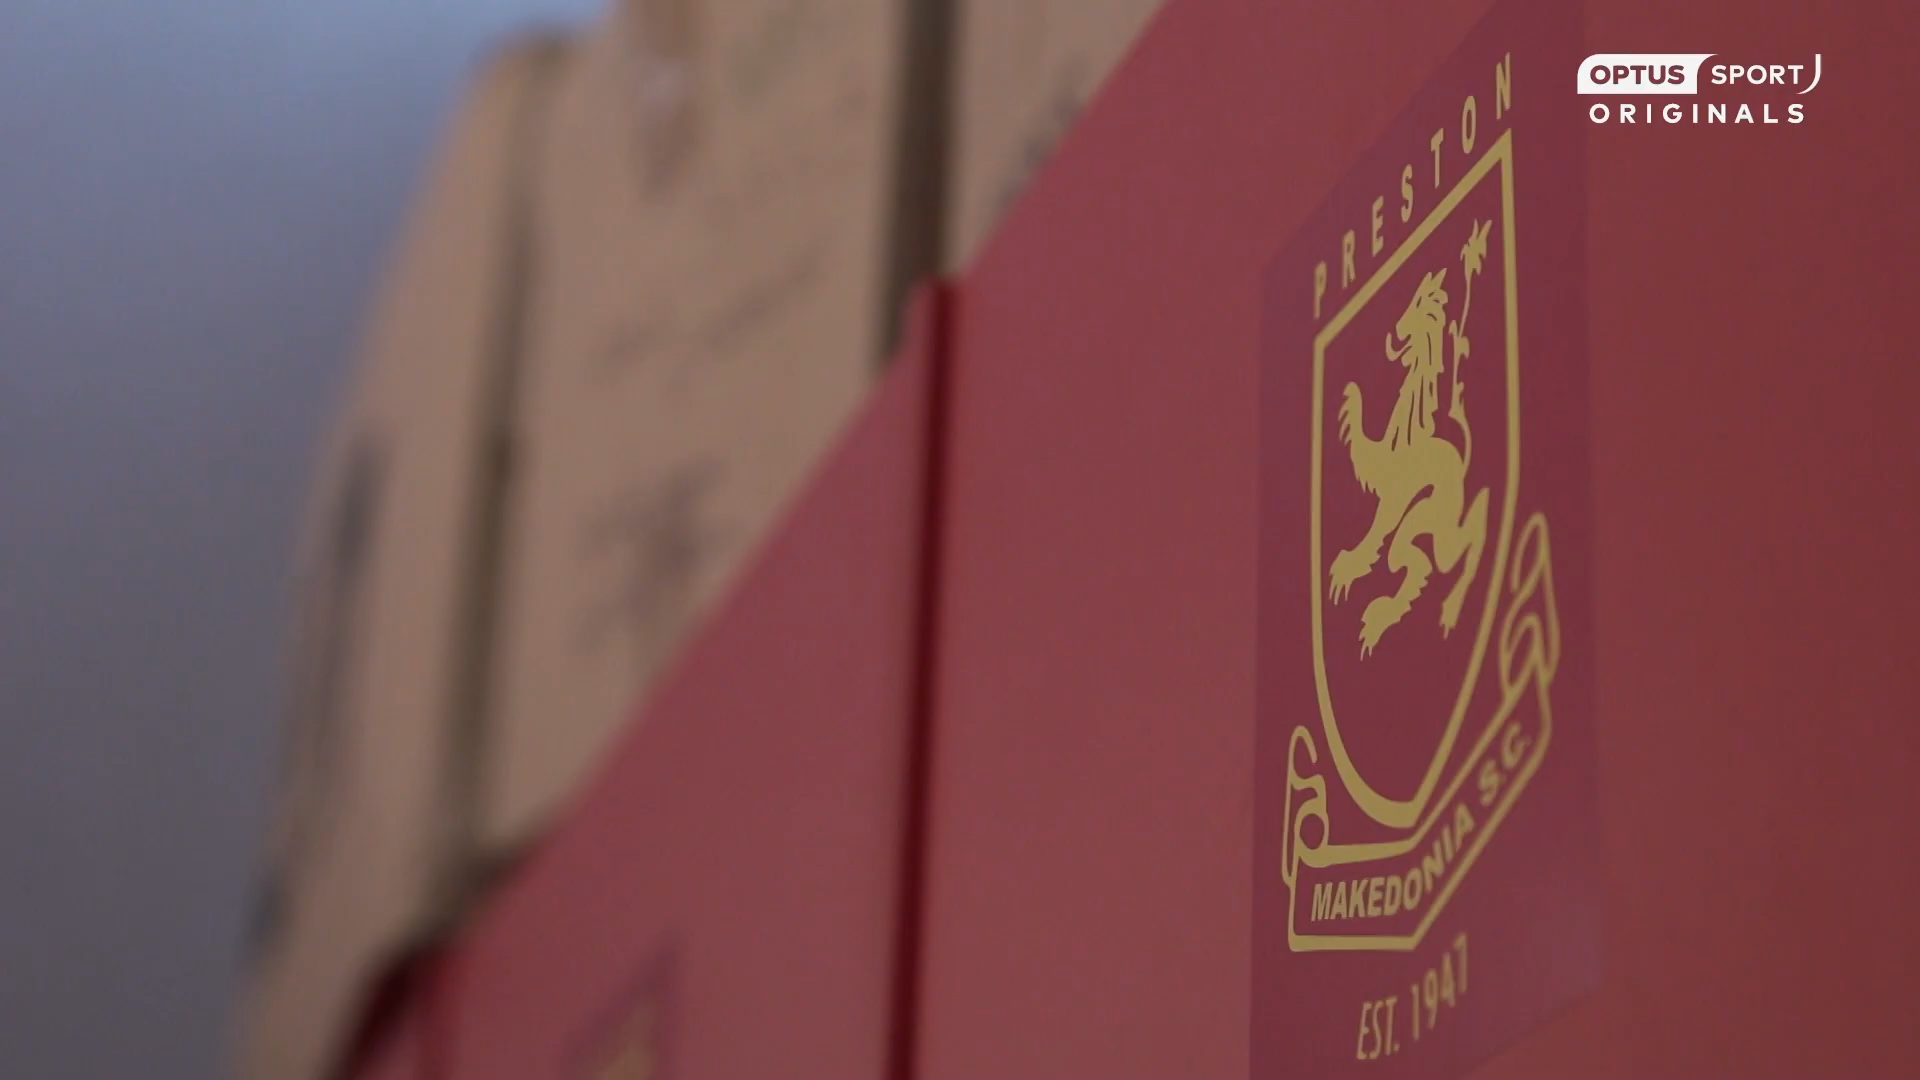 OPTUS SPORT
ORIGINALS
PRESTON
MAKEDONIA S.C.
EST. 1947